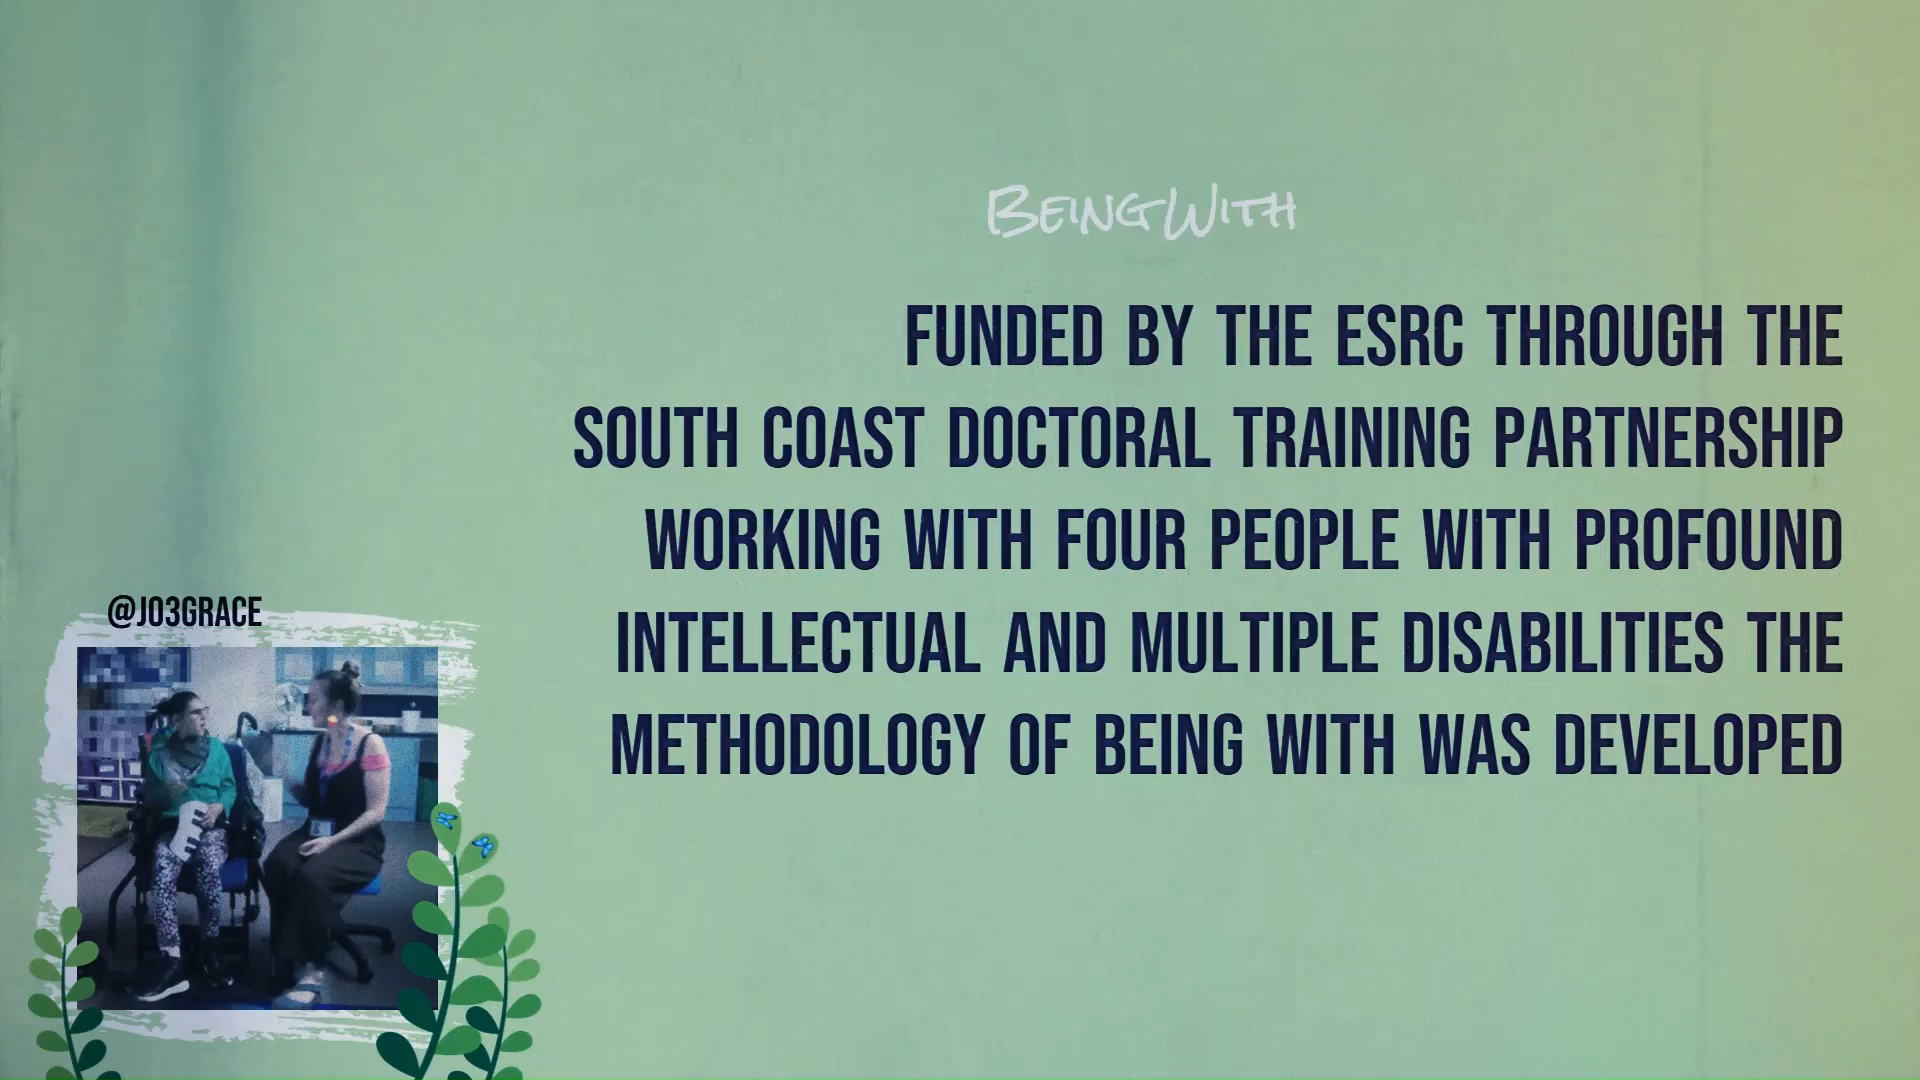 BEING WITH
FUNDED BY THE ESRC THROUGH THE
SOUTH COAST DOCTORAL TRAINING PARTNERSHIP
WORKING WITH FOUR PEOPLE WITH PROFOUND
INTELLECTUAL AND MULTIPLE DISABILITIES THE
METHODOLOGY OF BEING WITH WAS DEVELOPED
@JO3GRACE